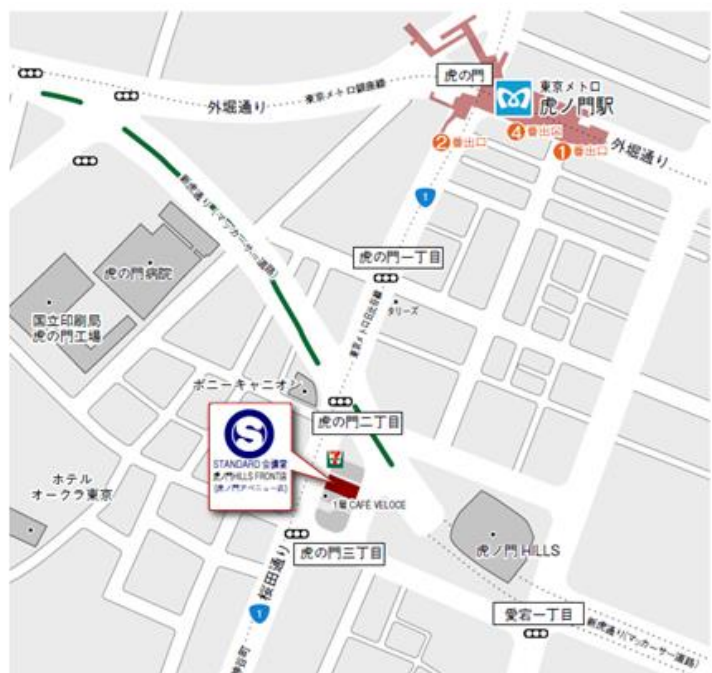 虎の門
東京メトロ
虎ノ門駅
外堀通り
東京メトロ銀座線
②番出口
④番出口
①番出口
外堀通り
1
新虎通り(マッカーサー道路)
虎の門病院
国立印刷局
虎の門工場
虎の門一丁目
タリーズ
東京メトロ日比谷線
ポニーキャニオン
虎の門二丁目
S
STANDARD会議室
虎ノ門HILLS FRONT店
(虎ノ門アベニュー店)
7
1階 CAFÉ VELOCE
ホテル
オークラ東京
虎の門三丁目
虎ノ門HILLS
桜田通り
1
愛宕一丁目
新虎通り(マッカーサー道路)
神谷町